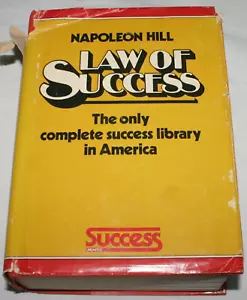 NAPOLEON HILL
LAW OF
SUCCESS
The only
complete success library
in America
Success